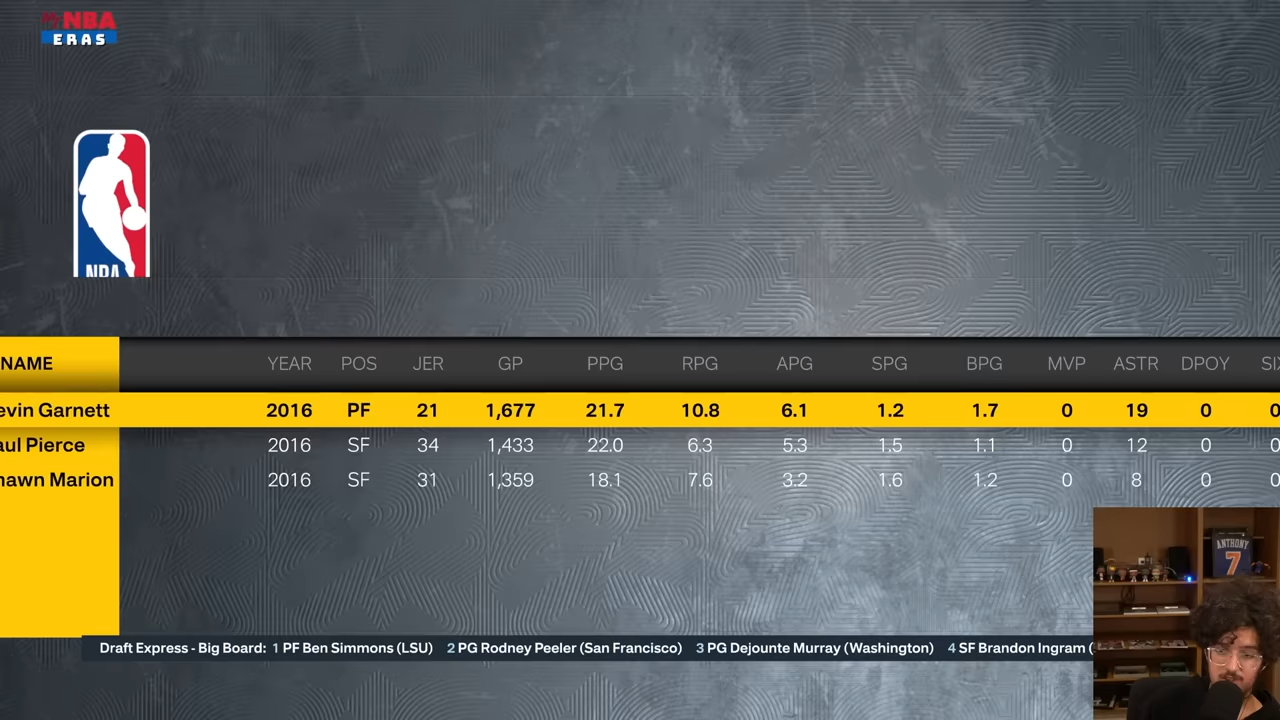 MyNBA
ERAS
NBA
NAME YEAR POS JER GP PPG RPG APG SPG BPG MVP ASTR DPOY SIX
evin Garnett 2016 PF 21 1,677 21.7 10.8 6.1 1.2 1.7 0 19 0 0
aul Pierce 2016 SF 34 1,433 22.0 6.3 5.3 1.5 1.1 0 12 0 0
hawn Marion 2016 SF 31 1,359 18.1 7.6 3.2 1.6 1.2 0 8 0 0
ANTHONY
7
Draft Express - Big Board: 1 PF Ben Simmons (LSU) 2 PG Rodney Peeler (San Francisco) 3 PG Dejounte Murray (Washington) 4 SF Brandon Ingram (